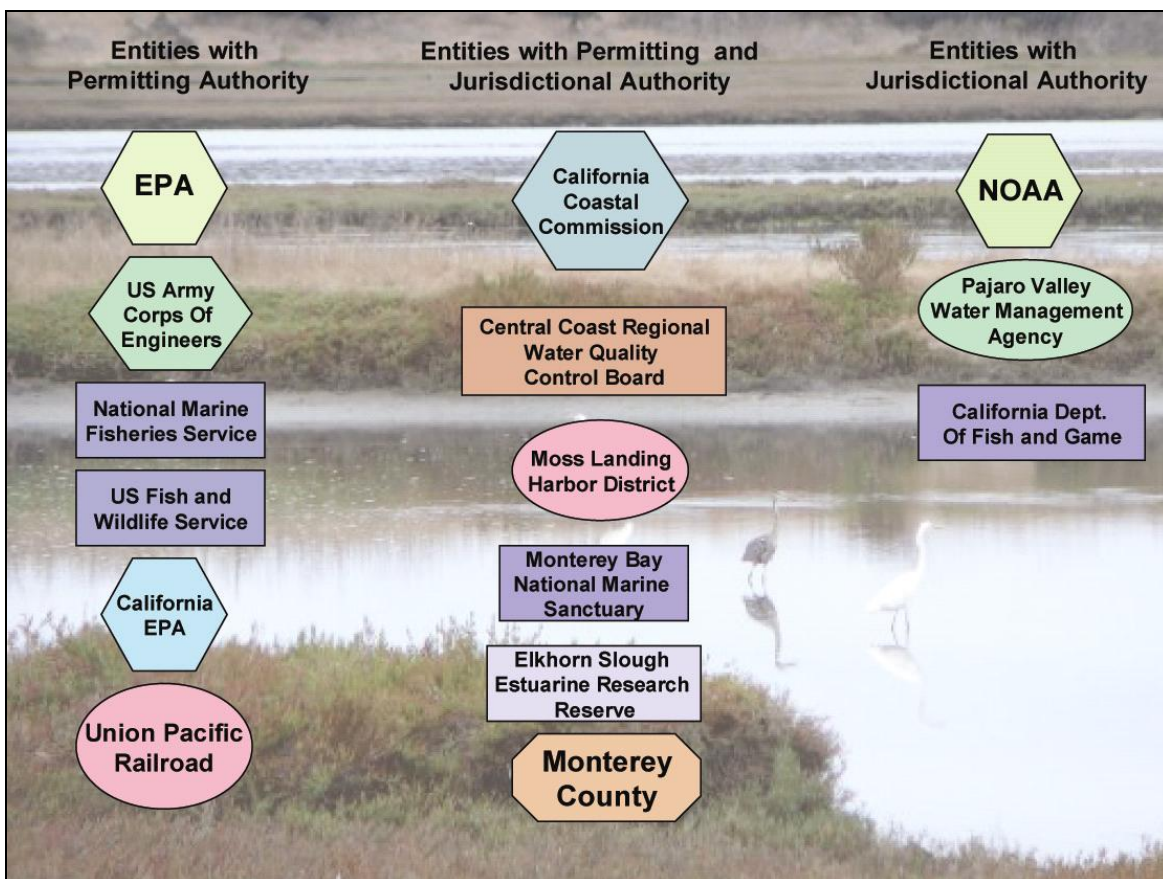 Entities with
Permitting Authority
EPA
US Army
Corps Of
Engineers
National Marine
Fisheries Service
US Fish and
Wildlife Service
California
EPA
Union Pacific
Railroad
Entities with Permitting and
Jurisdictional Authority
California
Coastal
Commission
Central Coast Regional
Water Quality
Control Board
Moss Landing
Harbor District
Monterey Bay
National Marine
Sanctuary
Elkhorn Slough
Estuarine Research
Reserve
Monterey
County
Entities with
Jurisdictional Authority
NOAA
Pajaro Valley
Water Management
Agency
California Dept.
Of Fish and Game